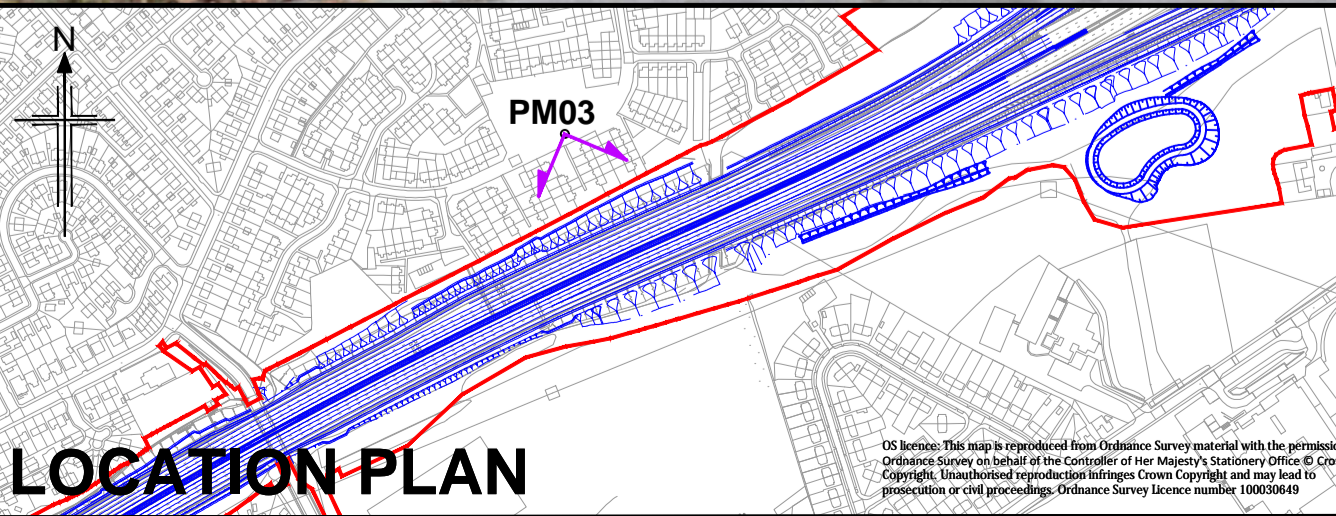 N
PM03
LOCATION PLAN
OS licence: This map is reproduced from Ordnance Survey material with the
Ordnance Survey on behalf of the Controller of Her Majesty's Stationery Office ©
Copyright. Unauthorised reproduction infringes Crown Copyright and may lead to
prosecution or civil proceedings. Ordnance Survey Licence number 100030649